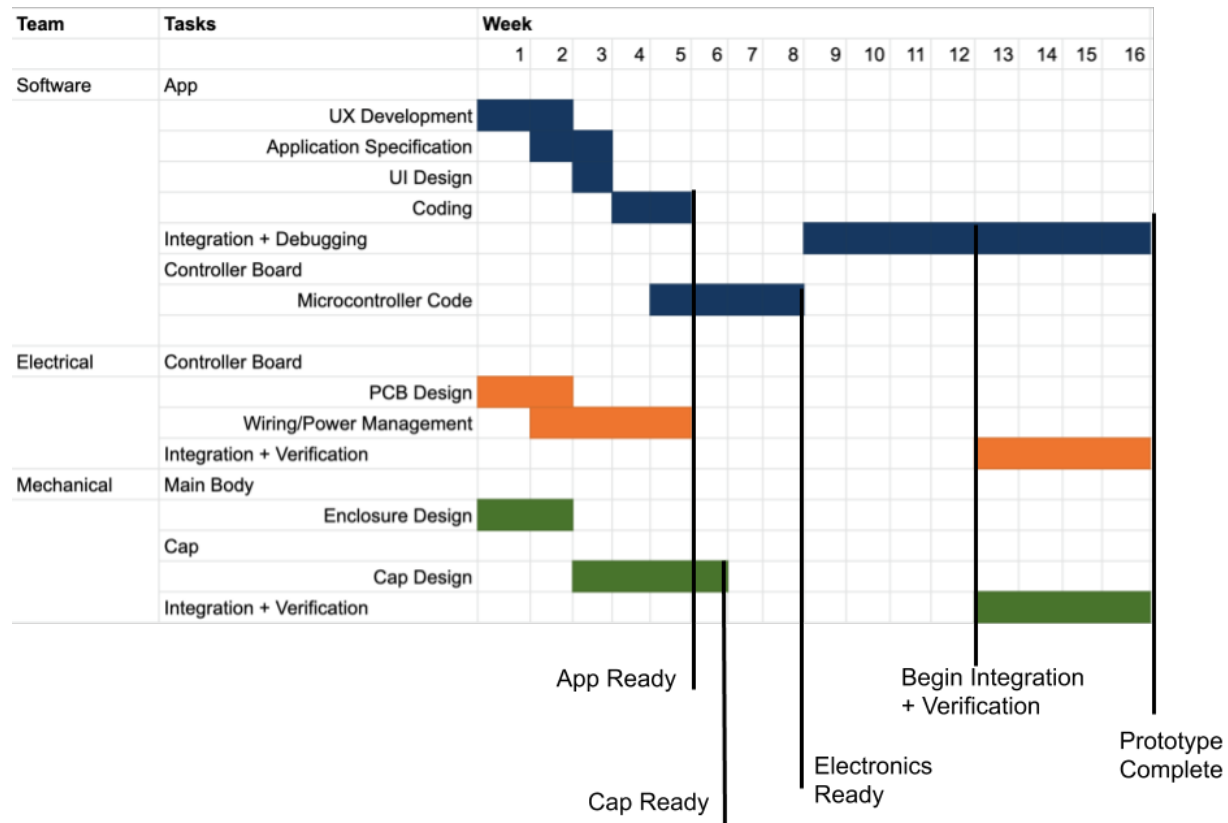 Team Tasks Week
1 2 3 4 5 6 7 8 9 10 11 12 13 14 15 16
Software App
UX Development
Application Specification
UI Design
Coding
Integration + Debugging
Controller Board
Microcontroller Code
Electrical Controller Board
PCB Design
Wiring/Power Management
Integration + Verification
Mechanical Main Body
Enclosure Design
Cap
Cap Design
Integration + Verification
App Ready
Begin Integration
+ Verification
Prototype
Complete
Electronics
Ready
Cap Ready